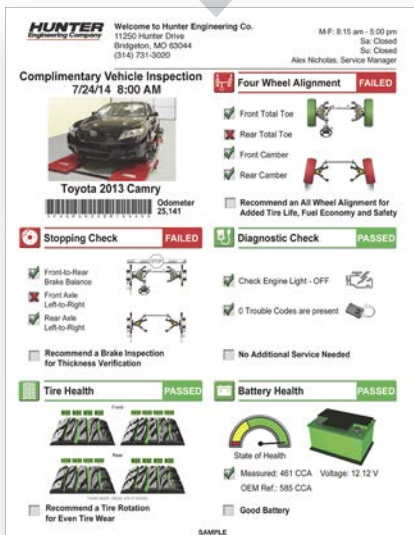 HUNTER
Engineering Company
Welcome to Hunter Engineering Co.
11250 Hunter Drive
Bridgeton, MO 63044
(314) 731-3020
M-F: 8:15 am - 5:00 pm
Sa: Closed
Su: Closed
Alex Nicholas, Service Manager
Complimentary Vehicle Inspection
7/24/14 8:00 AM
Toyota 2013 Camry
Odometer
25,141
Four Wheel Alignment FAILED
Front Total Toe
Rear Total Toe
Front Camber
Rear Camber
Recommend an All Wheel Alignment for
Added Tire Life, Fuel Economy and Safety
Stopping Check FAILED
Front-to-Rear
Brake Balance
Front Axle
Left-to-Right
Rear Axle
Left-to-Right
Recommend a Brake Inspection
for Thickness Verification
Diagnostic Check PASSED
Check Engine Light - OFF
0 Trouble Codes are present
No Additional Service Needed
Tire Health PASSED
Front
Rear
Recommend a Tire Rotation
for Even Tire Wear
Battery Health PASSED
State of Health
Measured: 461 CCA Voltage: 12.12 V
OEM Ref.: 585 CCA
Good Battery
SAMPLE